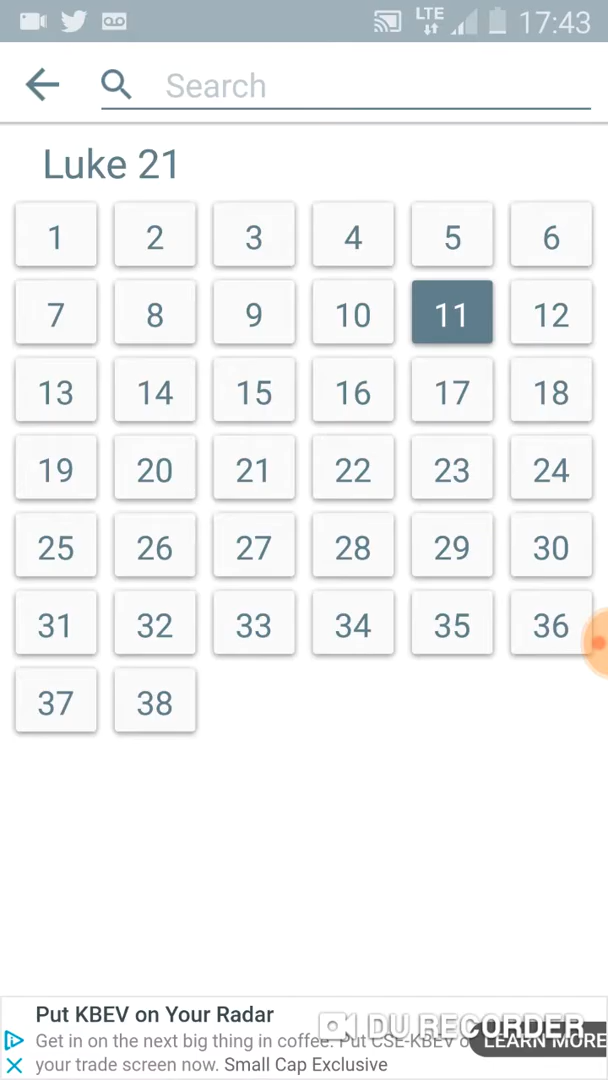 LTE 17:43
Search
Luke 21
1 2 3 4 5 6
7 8 9 10 11 12
13 14 15 16 17 18
19 20 21 22 23 24
25 26 27 28 29 30
31 32 33 34 35 36
37 38
Put KBEV on Your Radar
Get in on the next big thing in coffee. Put CSE-KBEV o
your trade screen now. Small Cap Exclusive
DU RECORDER
LEARN MORE